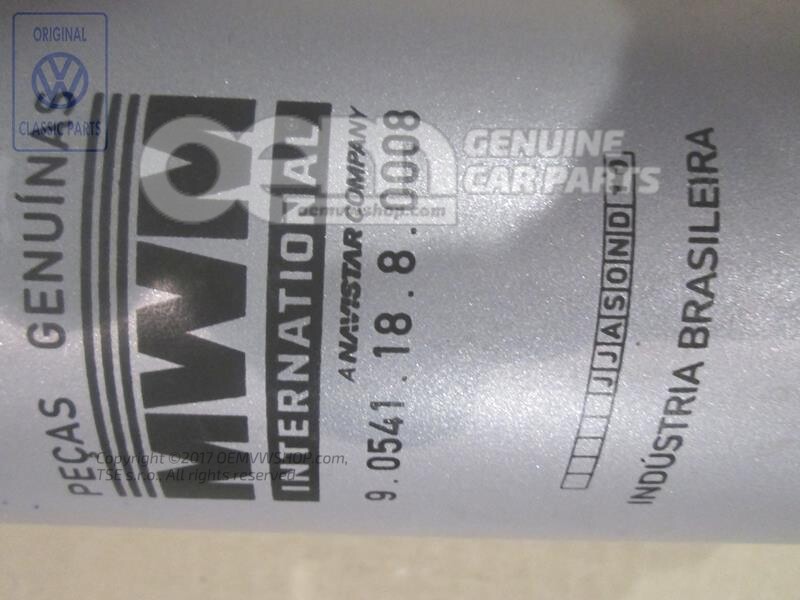 ORIGINAL
CLASSIC PARTS
PEÇAS GENUÍNAS
MWM
INTERNATIONAL
A NAVISTAR COMPANY
9.0541.18.8.0008
JJASOND
INDÚSTRIA BRASILEIRA
oem
GENUINE
CAR PARTS
oemvwshop.com
Copyright ©2017 OEMVWSHOP.com,
TSE s.r.o. All rights reserved